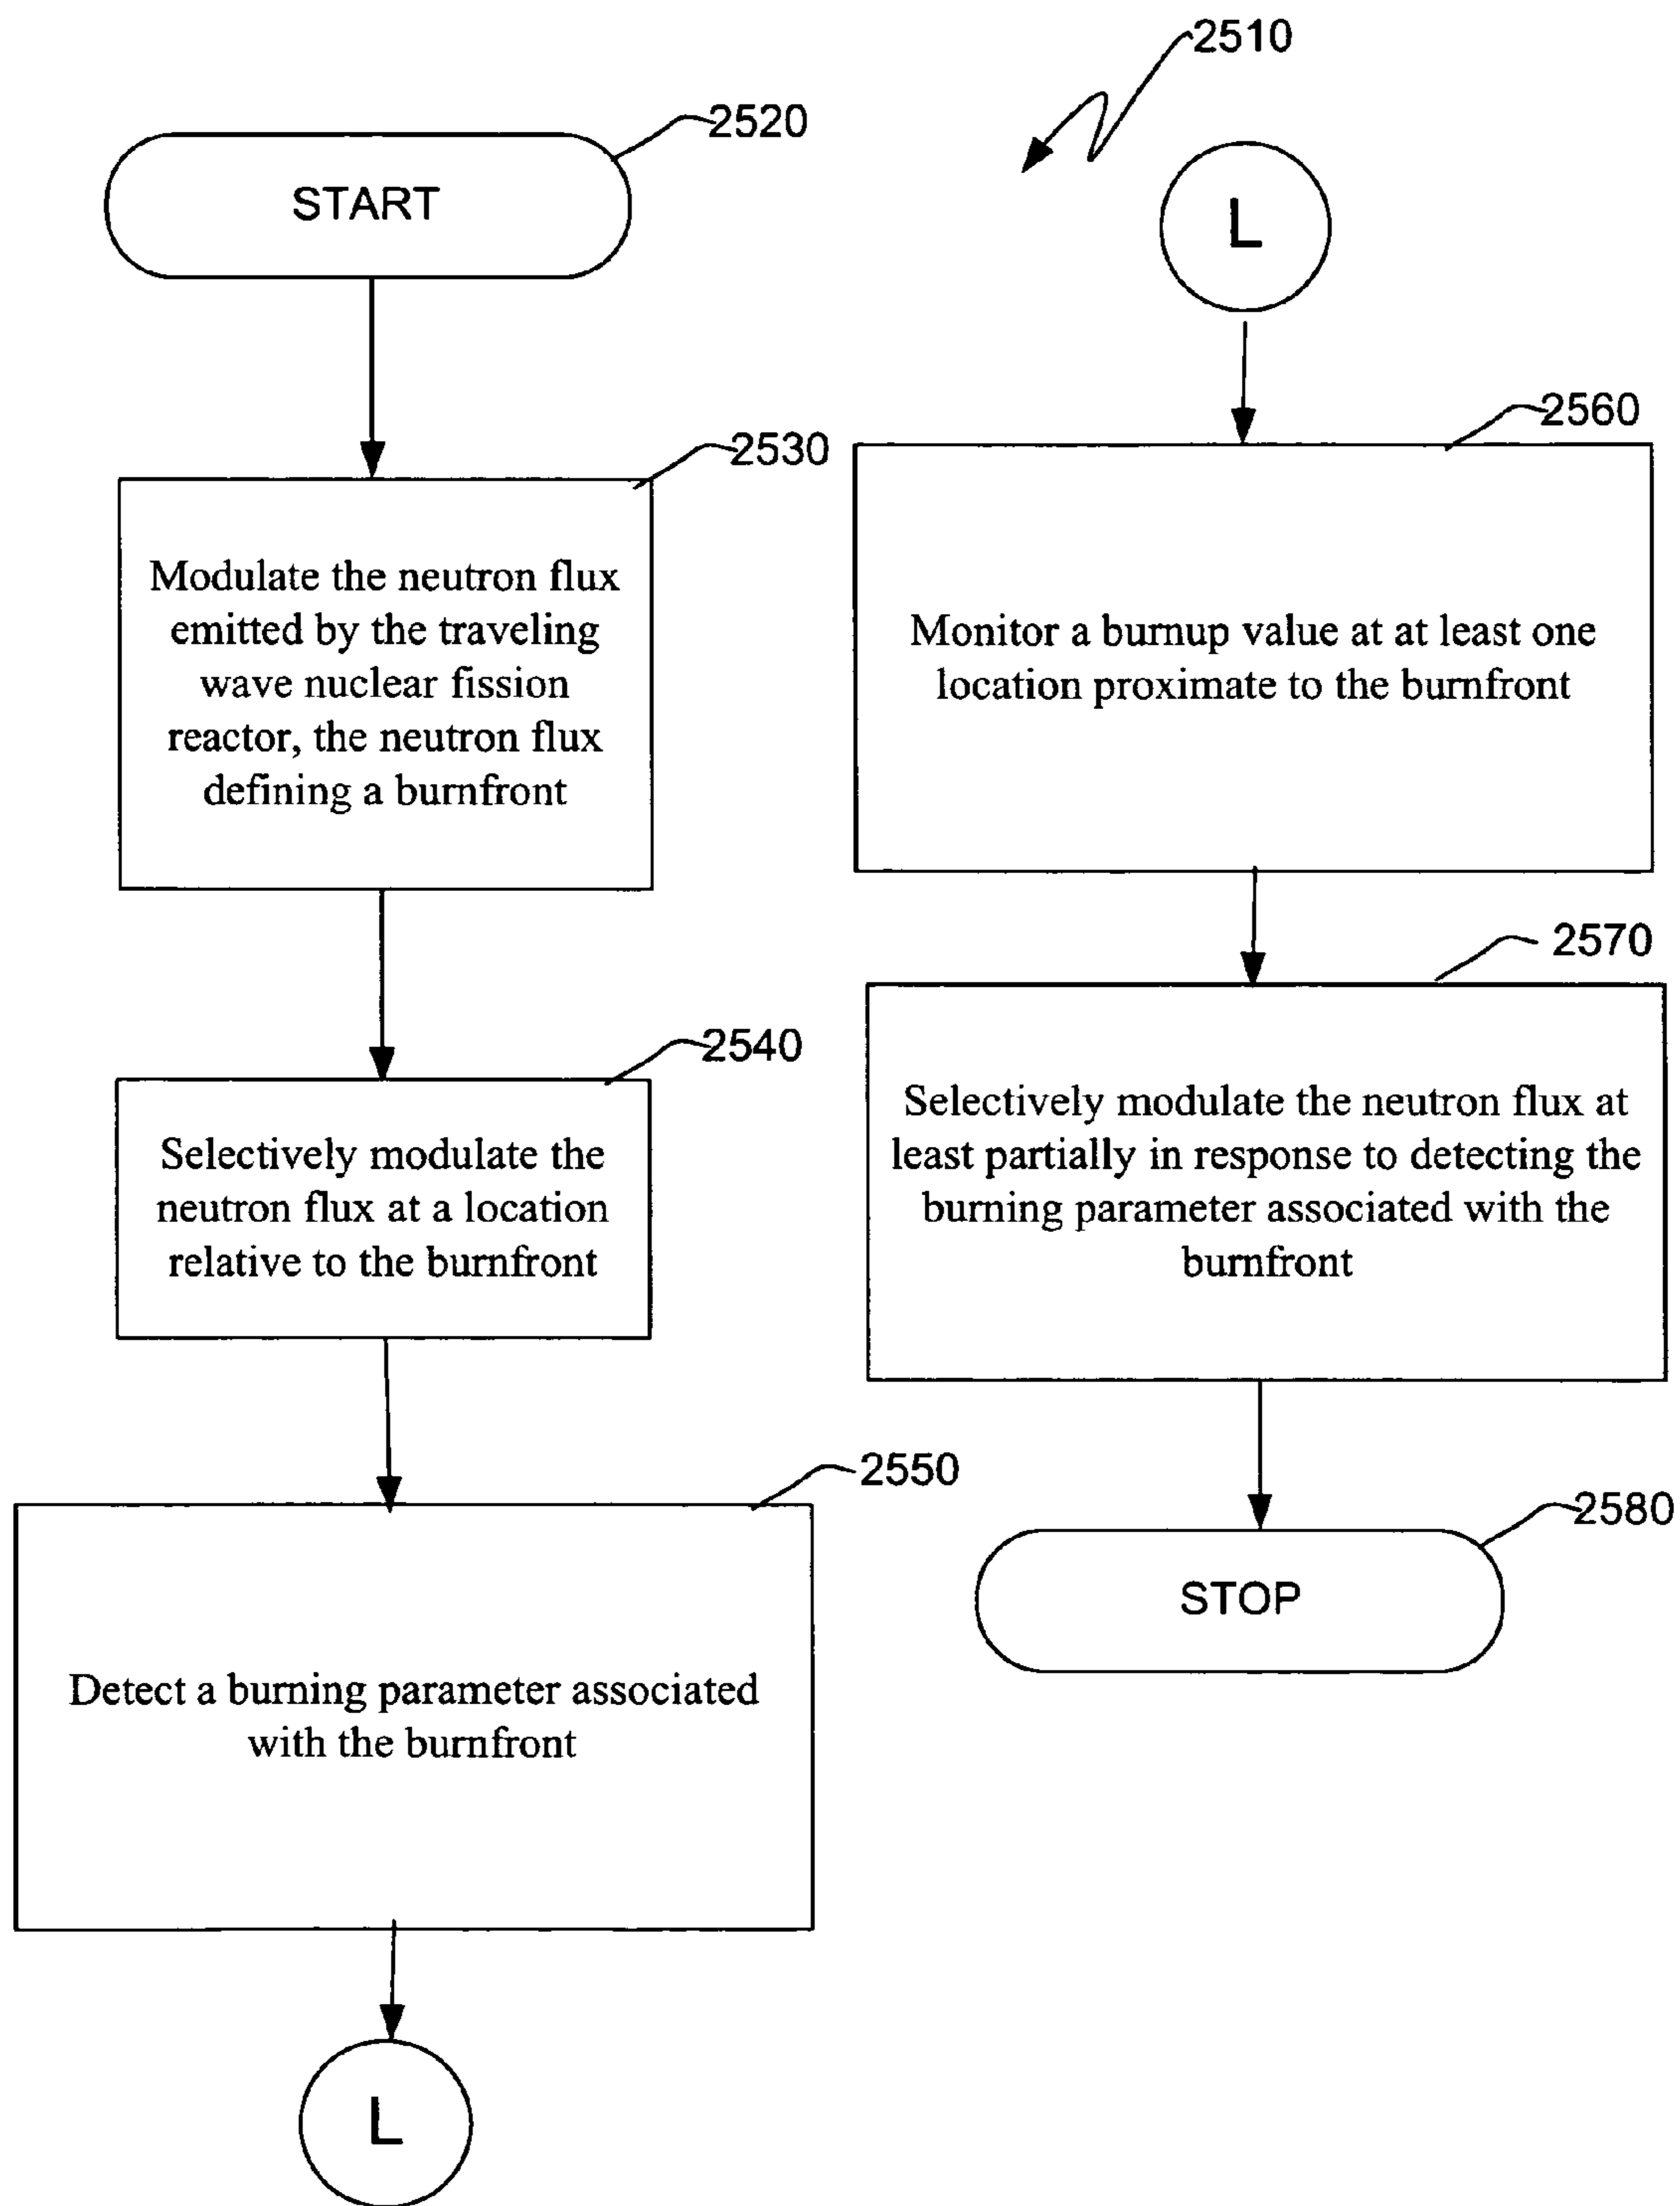 2510
2520
START
2530
Modulate the neutron flux
emitted by the traveling
wave nuclear fission
reactor, the neutron flux
defining a burnfront
2540
Selectively modulate the
neutron flux at a location
relative to the burnfront
2550
Detect a burning parameter associated
with the burnfront
L
L
2560
Monitor a burnup value at at least one
location proximate to the burnfront
2570
Selectively modulate the neutron flux at
least partially in response to detecting the
burning parameter associated with the
burnfront
2580
STOP